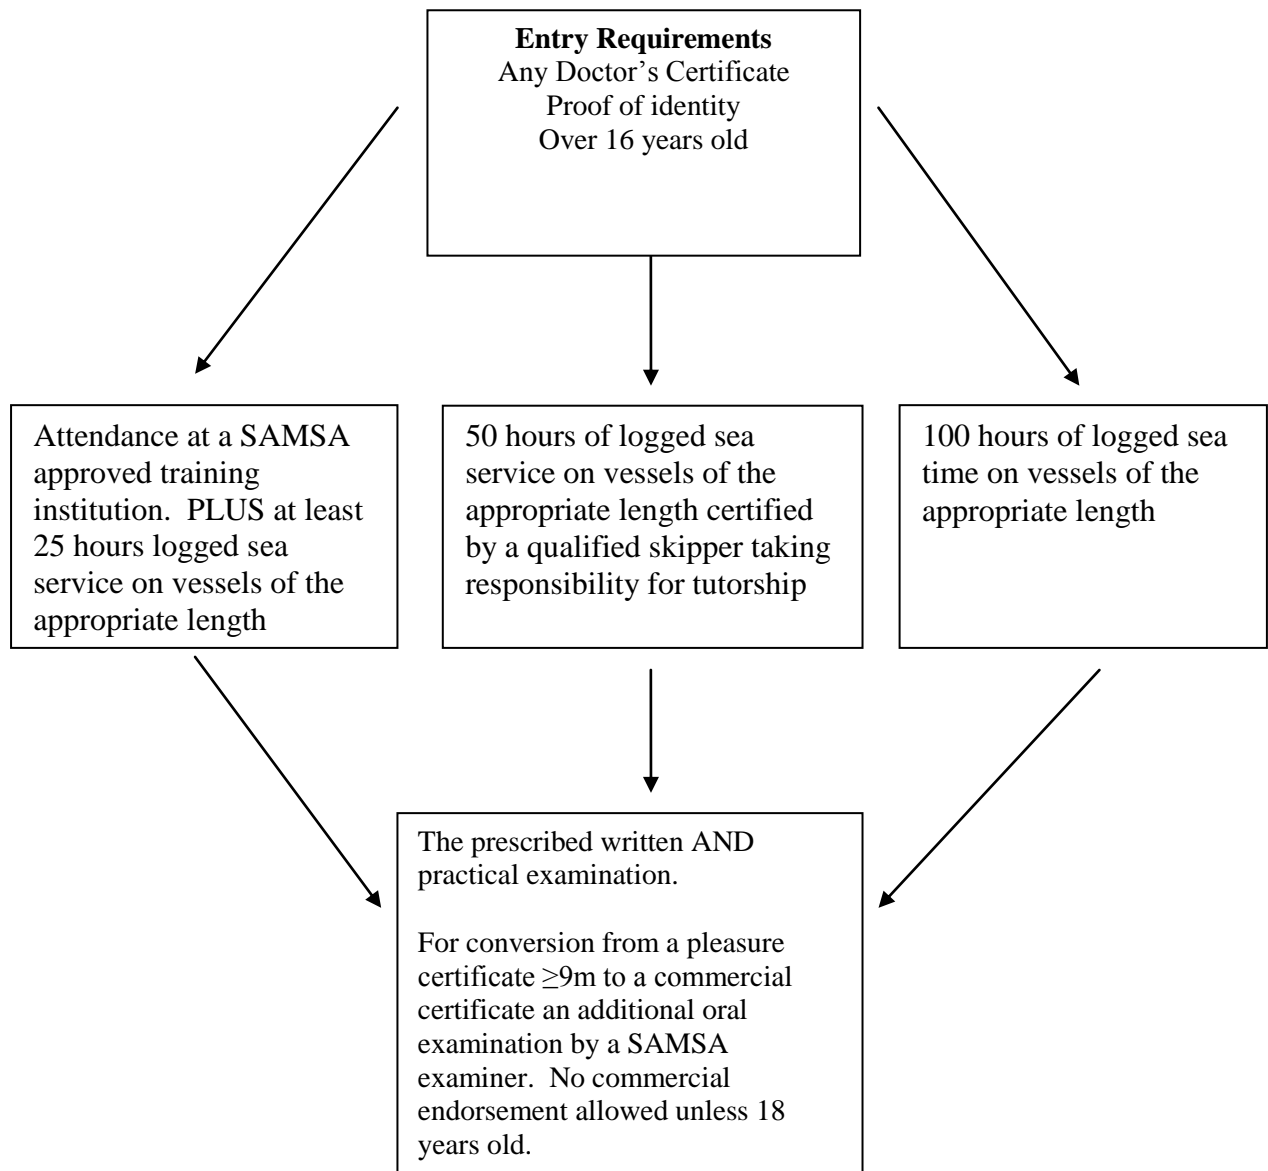 Entry Requirements
Any Doctor’s Certificate
Proof of identity
Over 16 years old
Attendance at a SAMSA
approved training
institution.  PLUS at least
25 hours logged sea
service on vessels of the
appropriate length
50 hours of logged sea
service on vessels of the
appropriate length certified
by a qualified skipper taking
responsibility for tutorship
100 hours of logged sea
time on vessels of the
appropriate length
The prescribed written AND
practical examination.
For conversion from a pleasure
certificate ≥9m to a commercial
certificate an additional oral
examination by a SAMSA
examiner.  No commercial
endorsement allowed unless 18
years old.